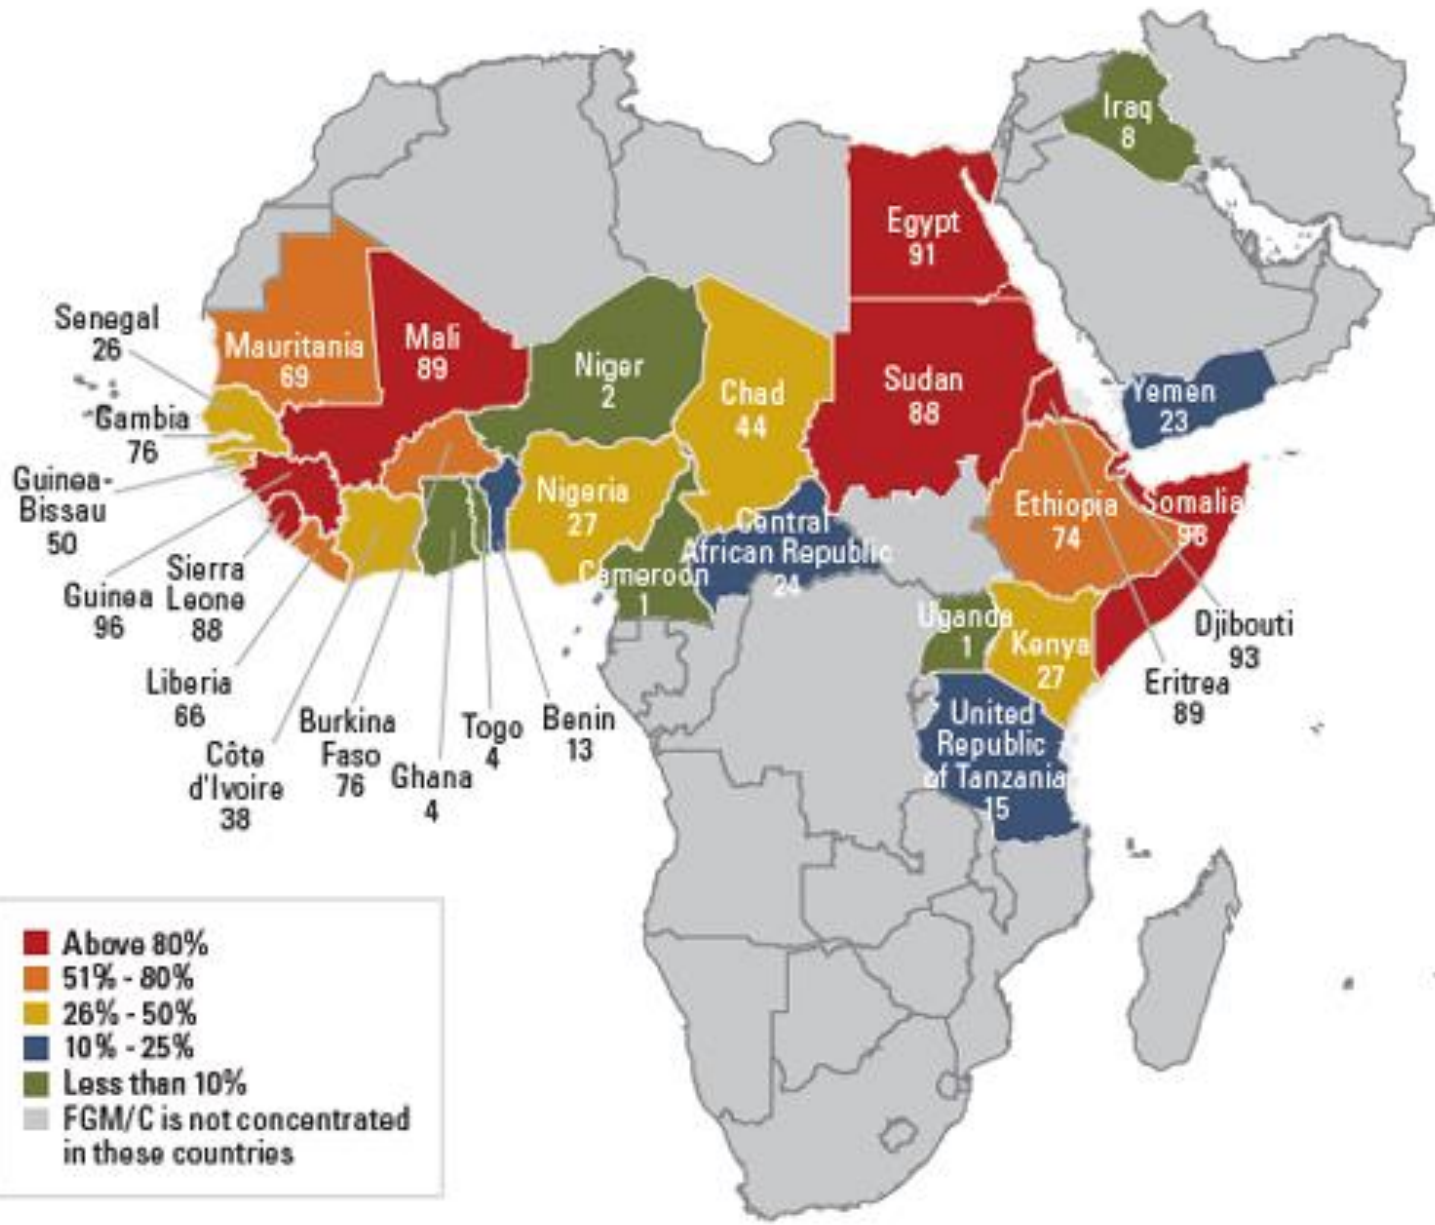 Iraq
8
Egypt
91
Senegal
26
Mauritania
69
Mali
89
Niger
2
Chad
44
Sudan
88
Yemen
23
Gambia
76
Guinea-
Bissau
50
Nigeria
27
Ethiopia
74
Somalia
98
Central
African Republic
24
Cameroon
1
Guinea
96
Sierra
Leone
88
Uganda
1
Kenya
27
Djibouti
93
Eritrea
89
Liberia
66
Burkina
Faso
76
Togo
4
Benin
13
United
Republic
of Tanzania
15
Côte
d'Ivoire
38
Ghana
4
Above 80%
51% - 80%
26% - 50%
10% - 25%
Less than 10%
FGM/C is not concentrated
in these countries